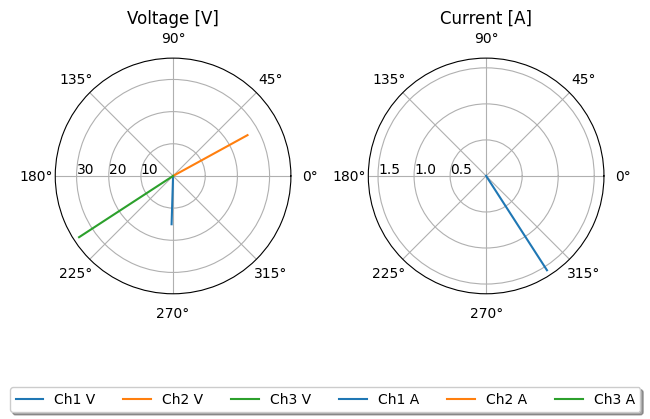 Voltage [V] Current [A]
90° 90°
135° 45° 135° 45°
180° 30 20 10 0° 180° 1.5 1.0 0.5 0°
225° 315° 225° 315°
270° 270°
Ch1 V Ch2 V Ch3 V Ch1 A Ch2 A Ch3 A